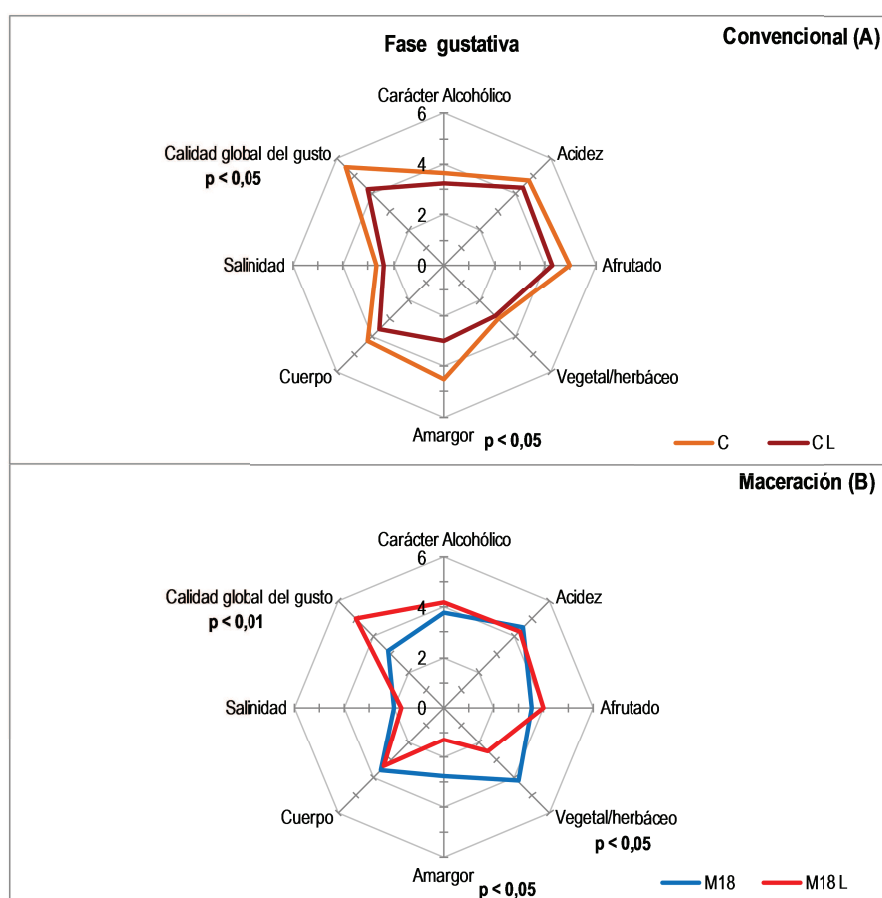 Convencional (A)
Fase gustativa
Carácter Alcohólico
6
Calidad global del gusto
p < 0,05
Acidez
4
2
Salinidad
0
Afrutado
Cuerpo
Vegetal/herbáceo
Amargor p < 0,05
C
CL
Maceración (B)
Carácter Alcohólico
6
Calidad global del gusto
p < 0,01
Acidez
4
2
Salinidad
0
Afrutado
Cuerpo
Vegetal/herbáceo
p < 0,05
Amargor p < 0,05
M18
M18 L